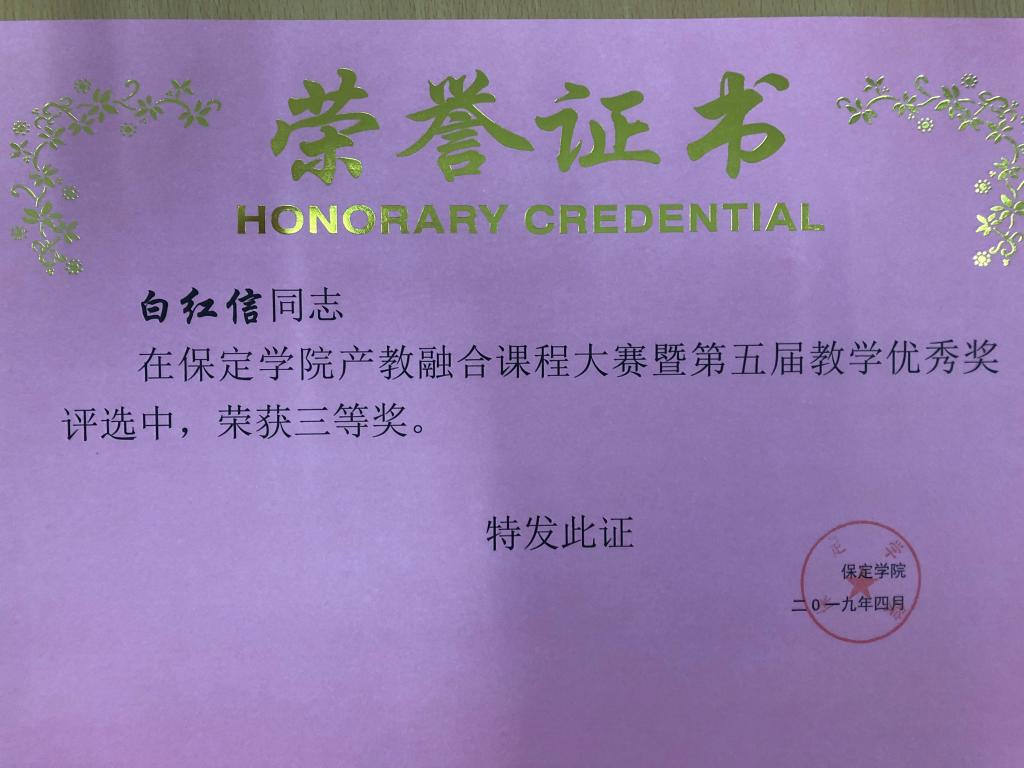 荣誉证书
HONORARY CREDENTIAL
白红信同志
在保定学院产教融合课程大赛暨第五届教学优秀奖
评选中，荣获三等奖。
特发此证
保定学院
二0一九年四月